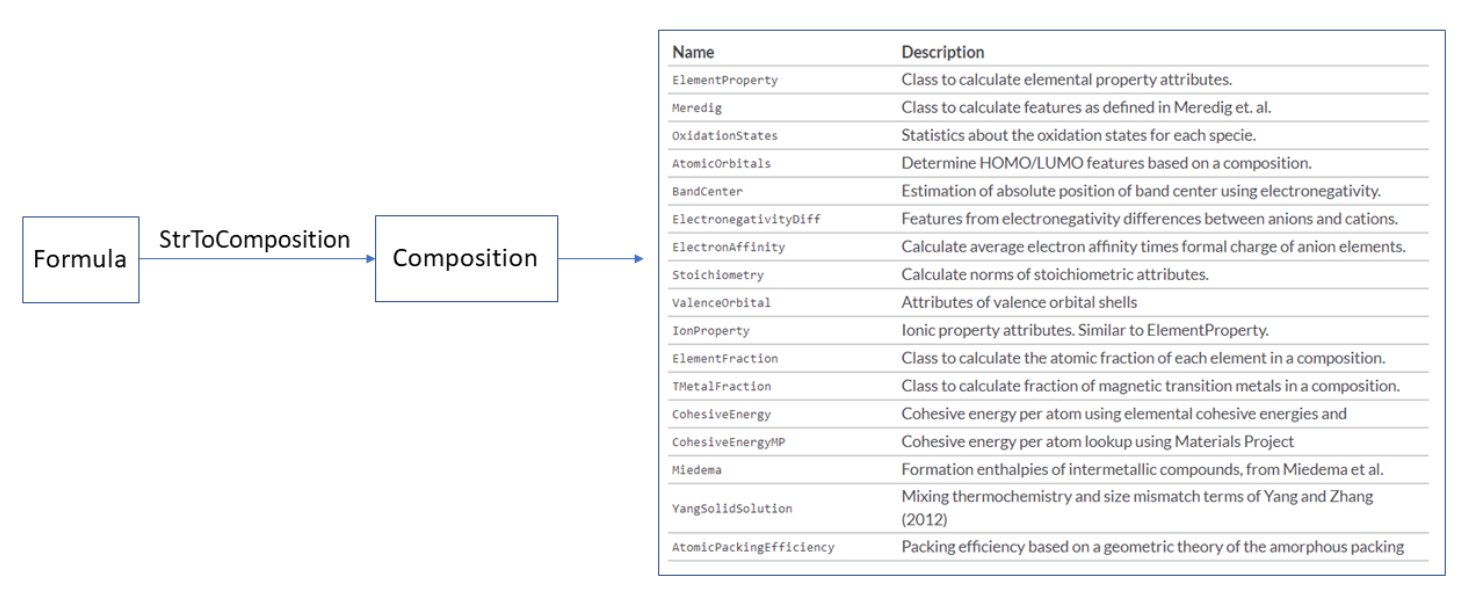 Formula
StrToComposition
Composition
Name Description
ElementProperty Class to calculate elemental property attributes.
Meredig Class to calculate features as defined in Meredig et. al.
OxidationStates Statistics about the oxidation states for each specie.
AtomicOrbitals Determine HOMO/LUMO features based on a composition.
BandCenter Estimation of absolute position of band center using electronegativity.
ElectronegativityDiff Features from electronegativity differences between anions and cations.
ElectronAffinity Calculate average electron affinity times formal charge of anion elements.
Stoichiometry Calculate norms of stoichiometric attributes.
ValenceOrbital Attributes of valence orbital shells
IonProperty Ionic property attributes. Similar to ElementProperty.
ElementFraction Class to calculate the atomic fraction of each element in a composition.
TMetalFraction Class to calculate fraction of magnetic transition metals in a composition.
CohesiveEnergy Cohesive energy per atom using elemental cohesive energies and
CohesiveEnergyMP Cohesive energy per atom lookup using Materials Project
Miedema Formation enthalpies of intermetallic compounds, from Miedema et al.
YangSolidSolution Mixing thermochemistry and size mismatch terms of Yang and Zhang
(2012)
AtomicPackingEfficiency Packing efficiency based on a geometric theory of the amorphous packing